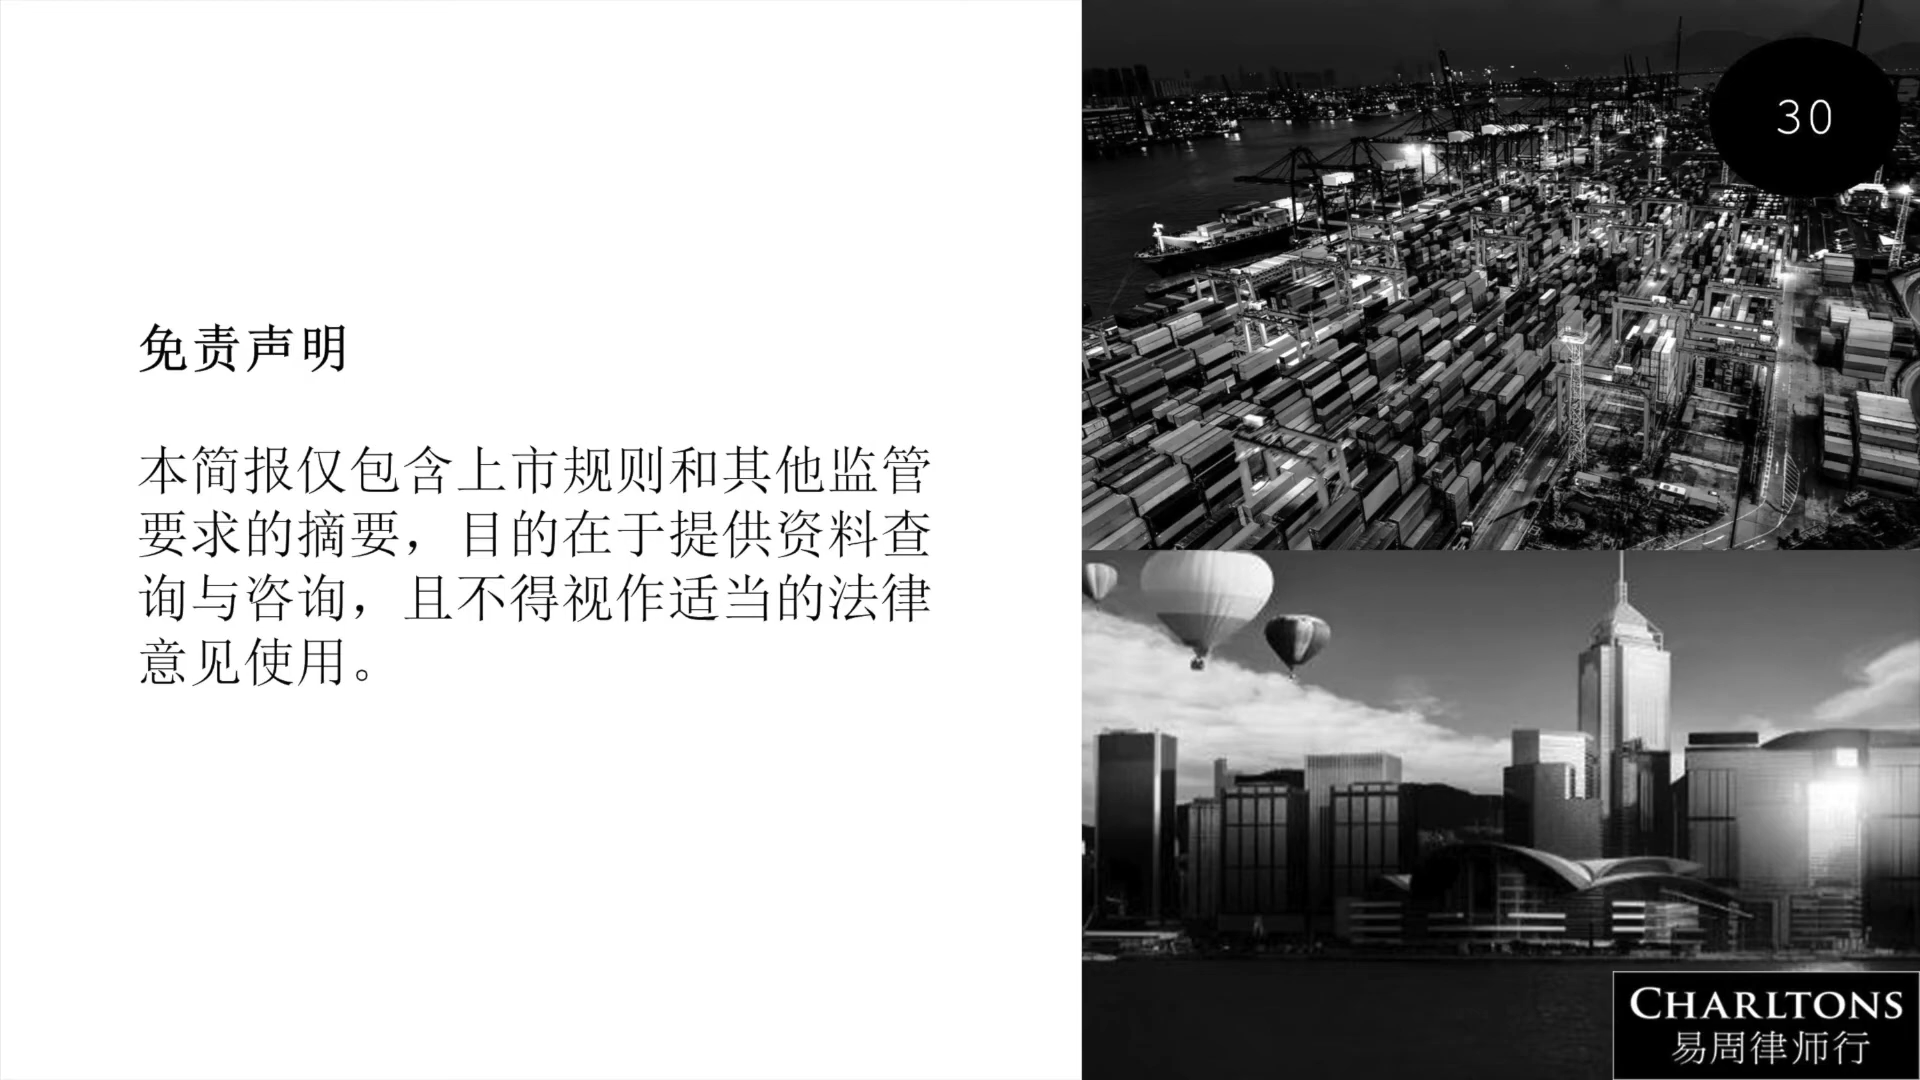 免责声明
本简报仅包含上市规则和其他监管
要求的摘要，目的在于提供资料查
询与咨询，且不得视作适当的法律
意见使用。
30
CHARLTONS
易周律师行